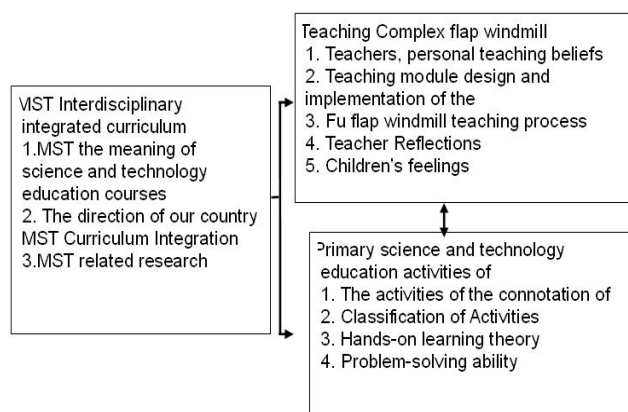 MST Interdisciplinary
integrated curriculum
1.MST the meaning of
science and technology
education courses
2. The direction of our country
MST Curriculum Integration
3.MST related research
Teaching Complex flap windmill
1. Teachers, personal teaching beliefs
2. Teaching module design and
implementation of the
3. Fu flap windmill teaching process
4. Teacher Reflections
5. Children's feelings
Primary science and technology
education activities of
1. The activities of the connotation of
2. Classification of Activities
3. Hands-on learning theory
4. Problem-solving ability